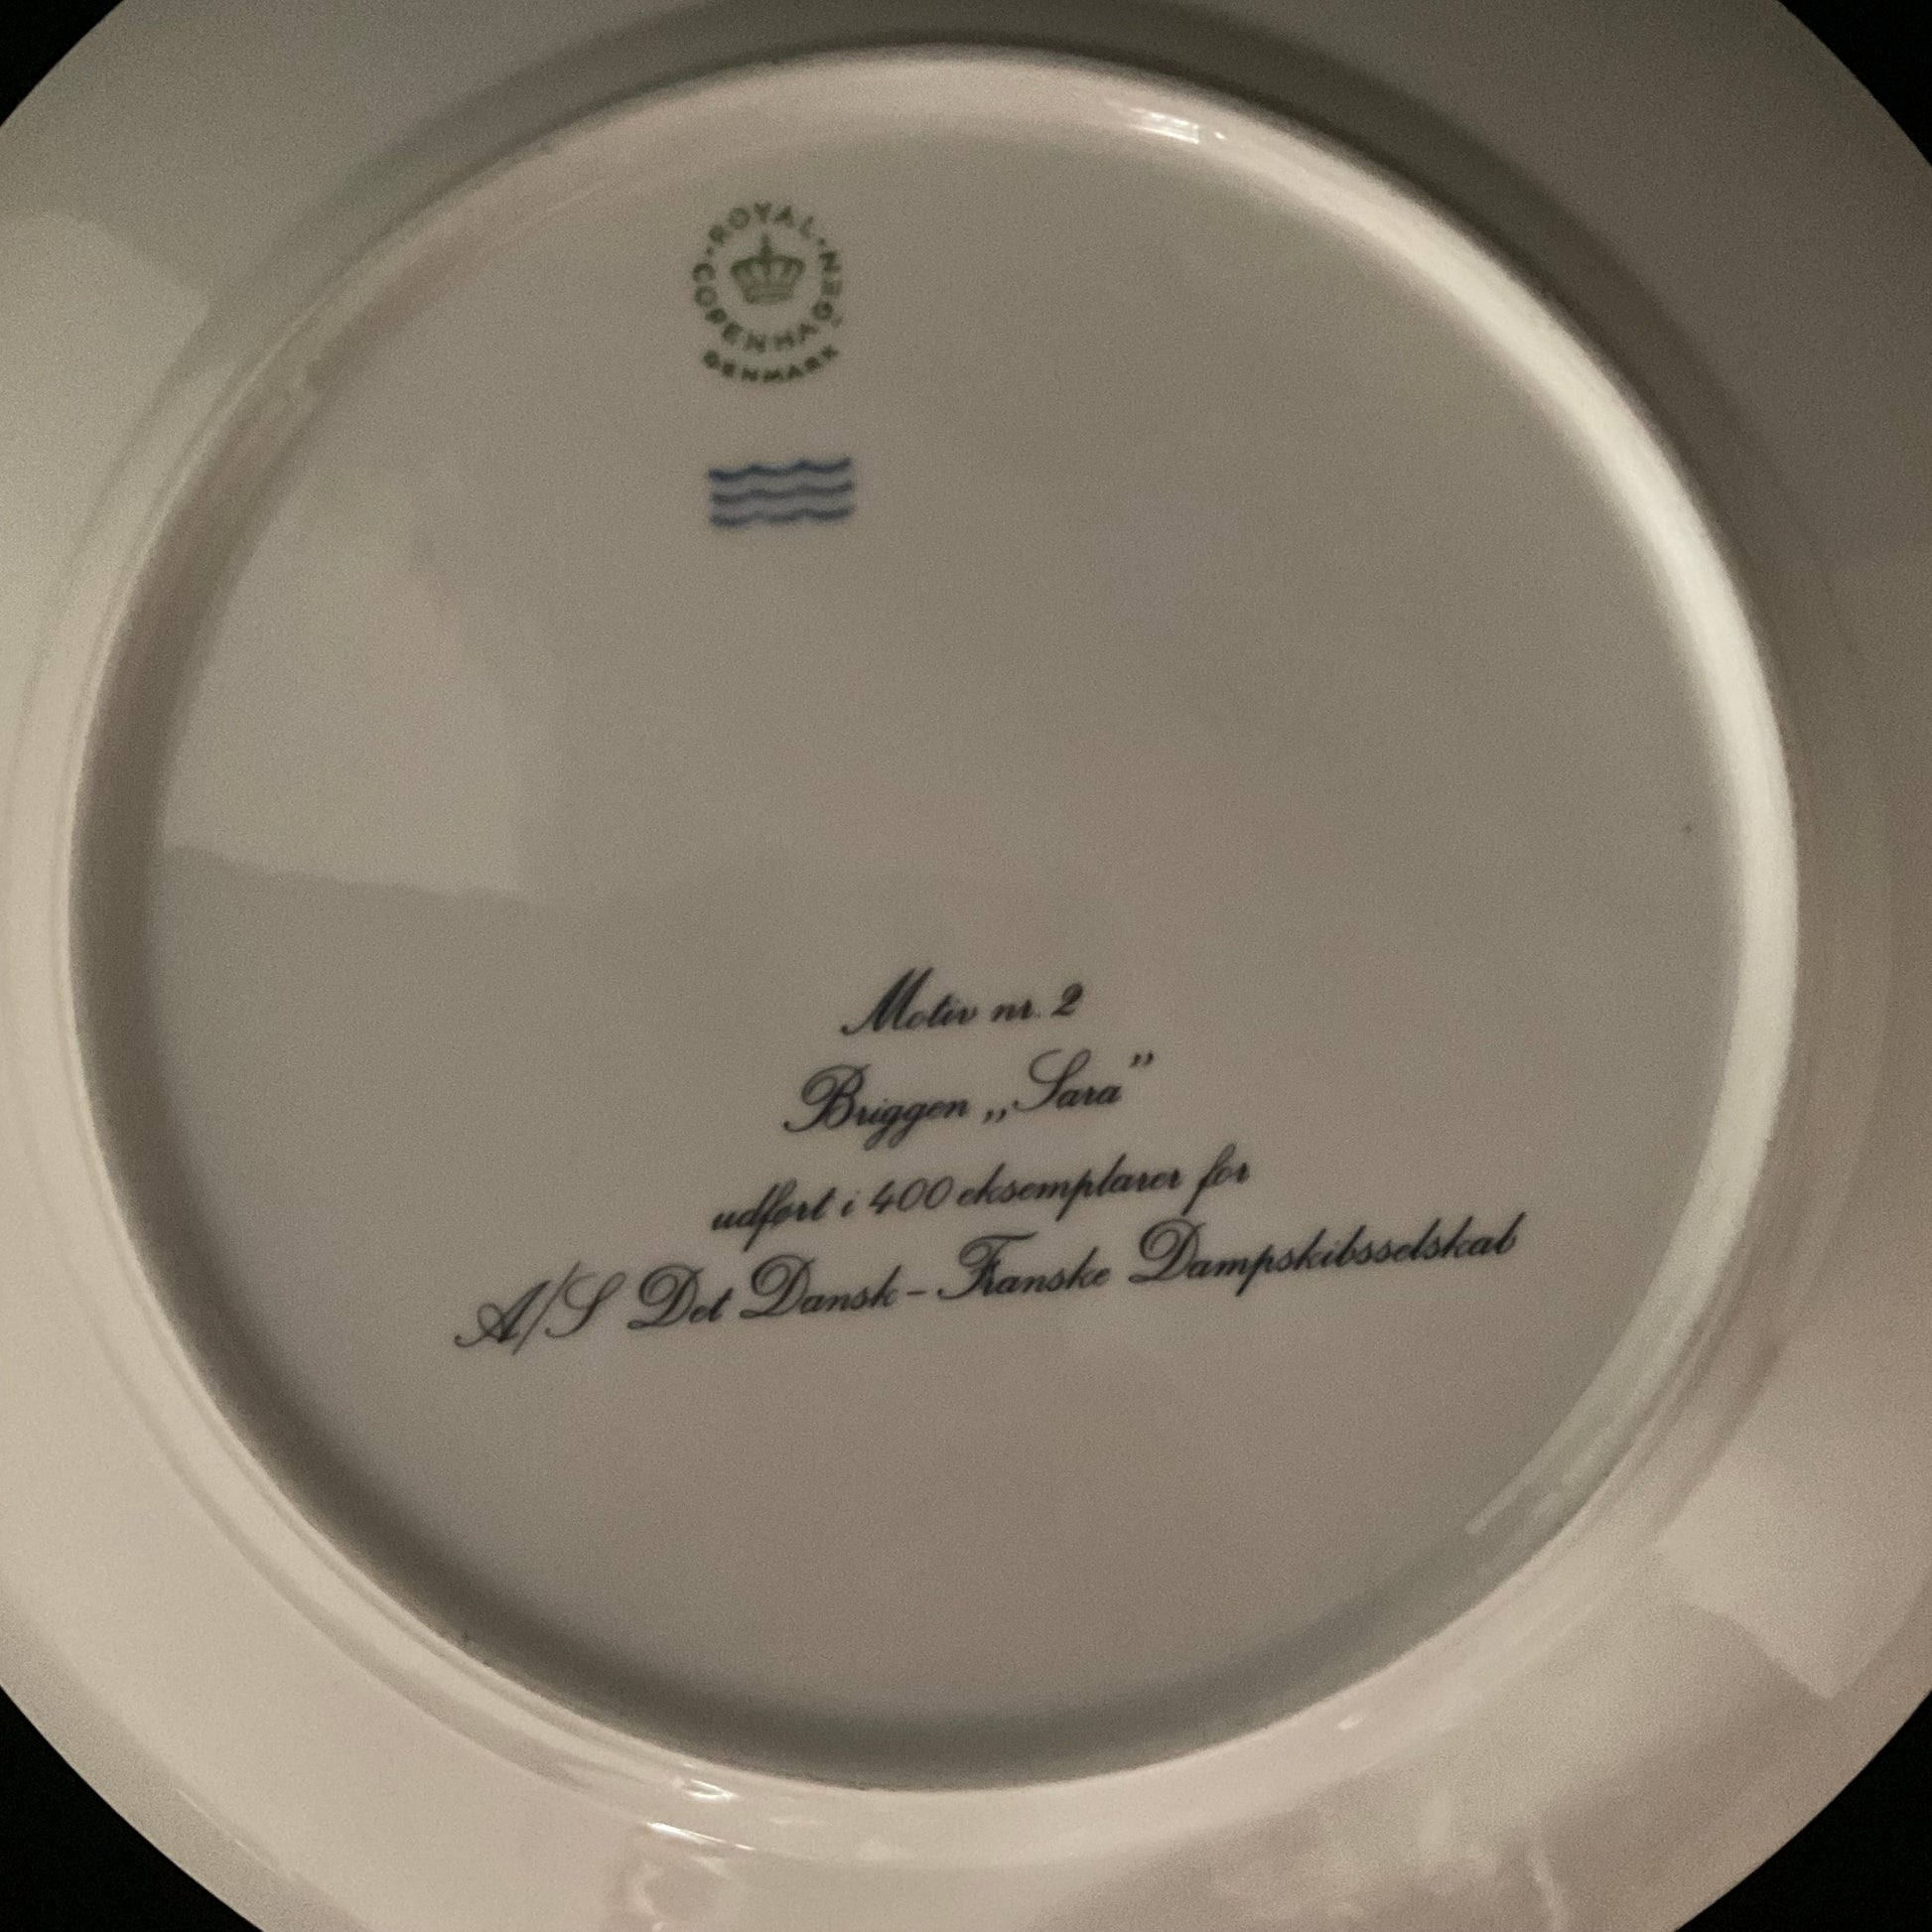 ROYAL
COPENHAGEN
DENMARK
Motiv nr. 2
Briggen „Sara”
udført i 400 eksemplarer for
A/S Det Dansk-Franske Dampskibsselskab